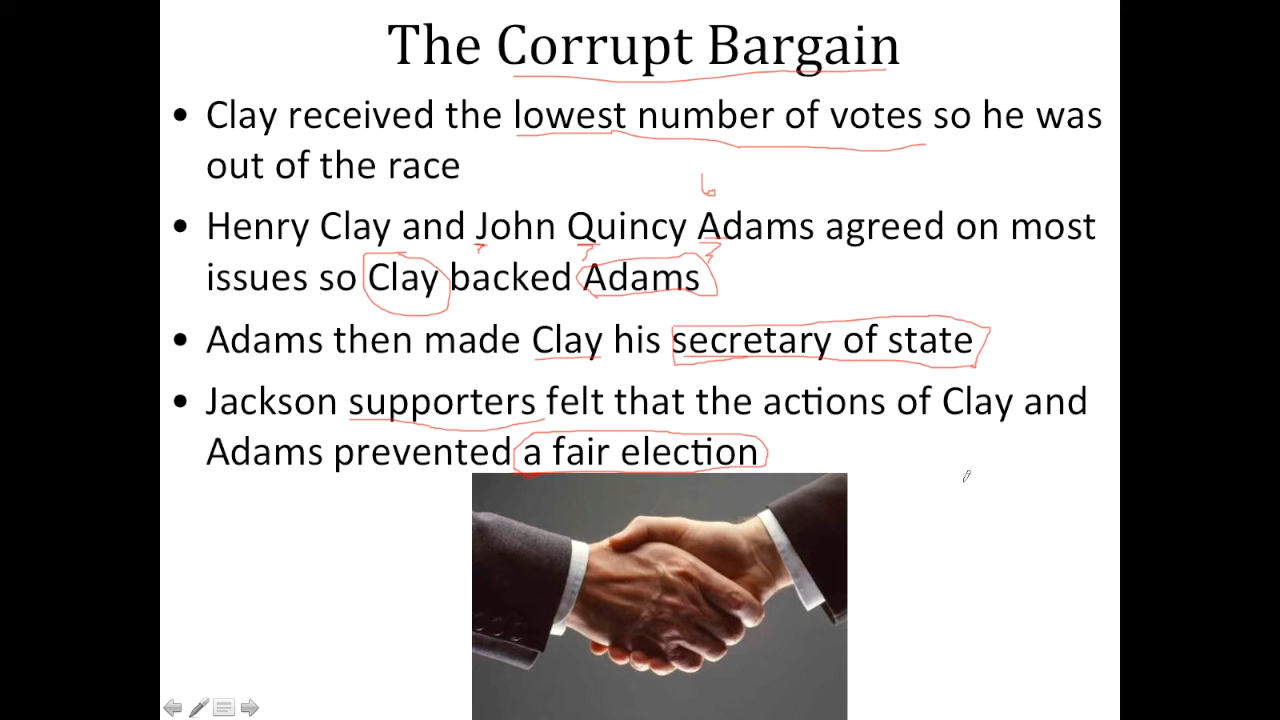 The Corrupt Bargain
• Clay received the lowest number of votes so he was
out of the race
6
• Henry Clay and John Quincy Adams agreed on most
issues so Clay backed Adams
• Adams then made Clay his secretary of state
• Jackson supporters felt that the actions of Clay and
Adams prevented a fair election